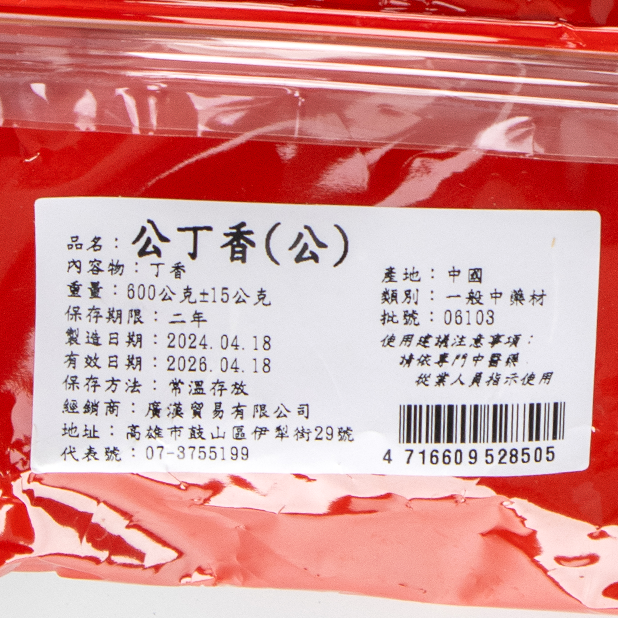 品名：公丁香(公)
內容物：丁香
重量：600公克±15公克
保存期限：二年
製造日期：2024.04.18
有效日期：2026.04.18
保存方法：常溫存放
經銷商：廣漢貿易有限公司
地址：高雄市鼓山區伊犁街29號
代表號：07-3755199
產地：中國
類別：一般中藥材
批號：06103
使用建議注意事項：
請依專門中醫藥
從業人員指示使用
4 716609 528505